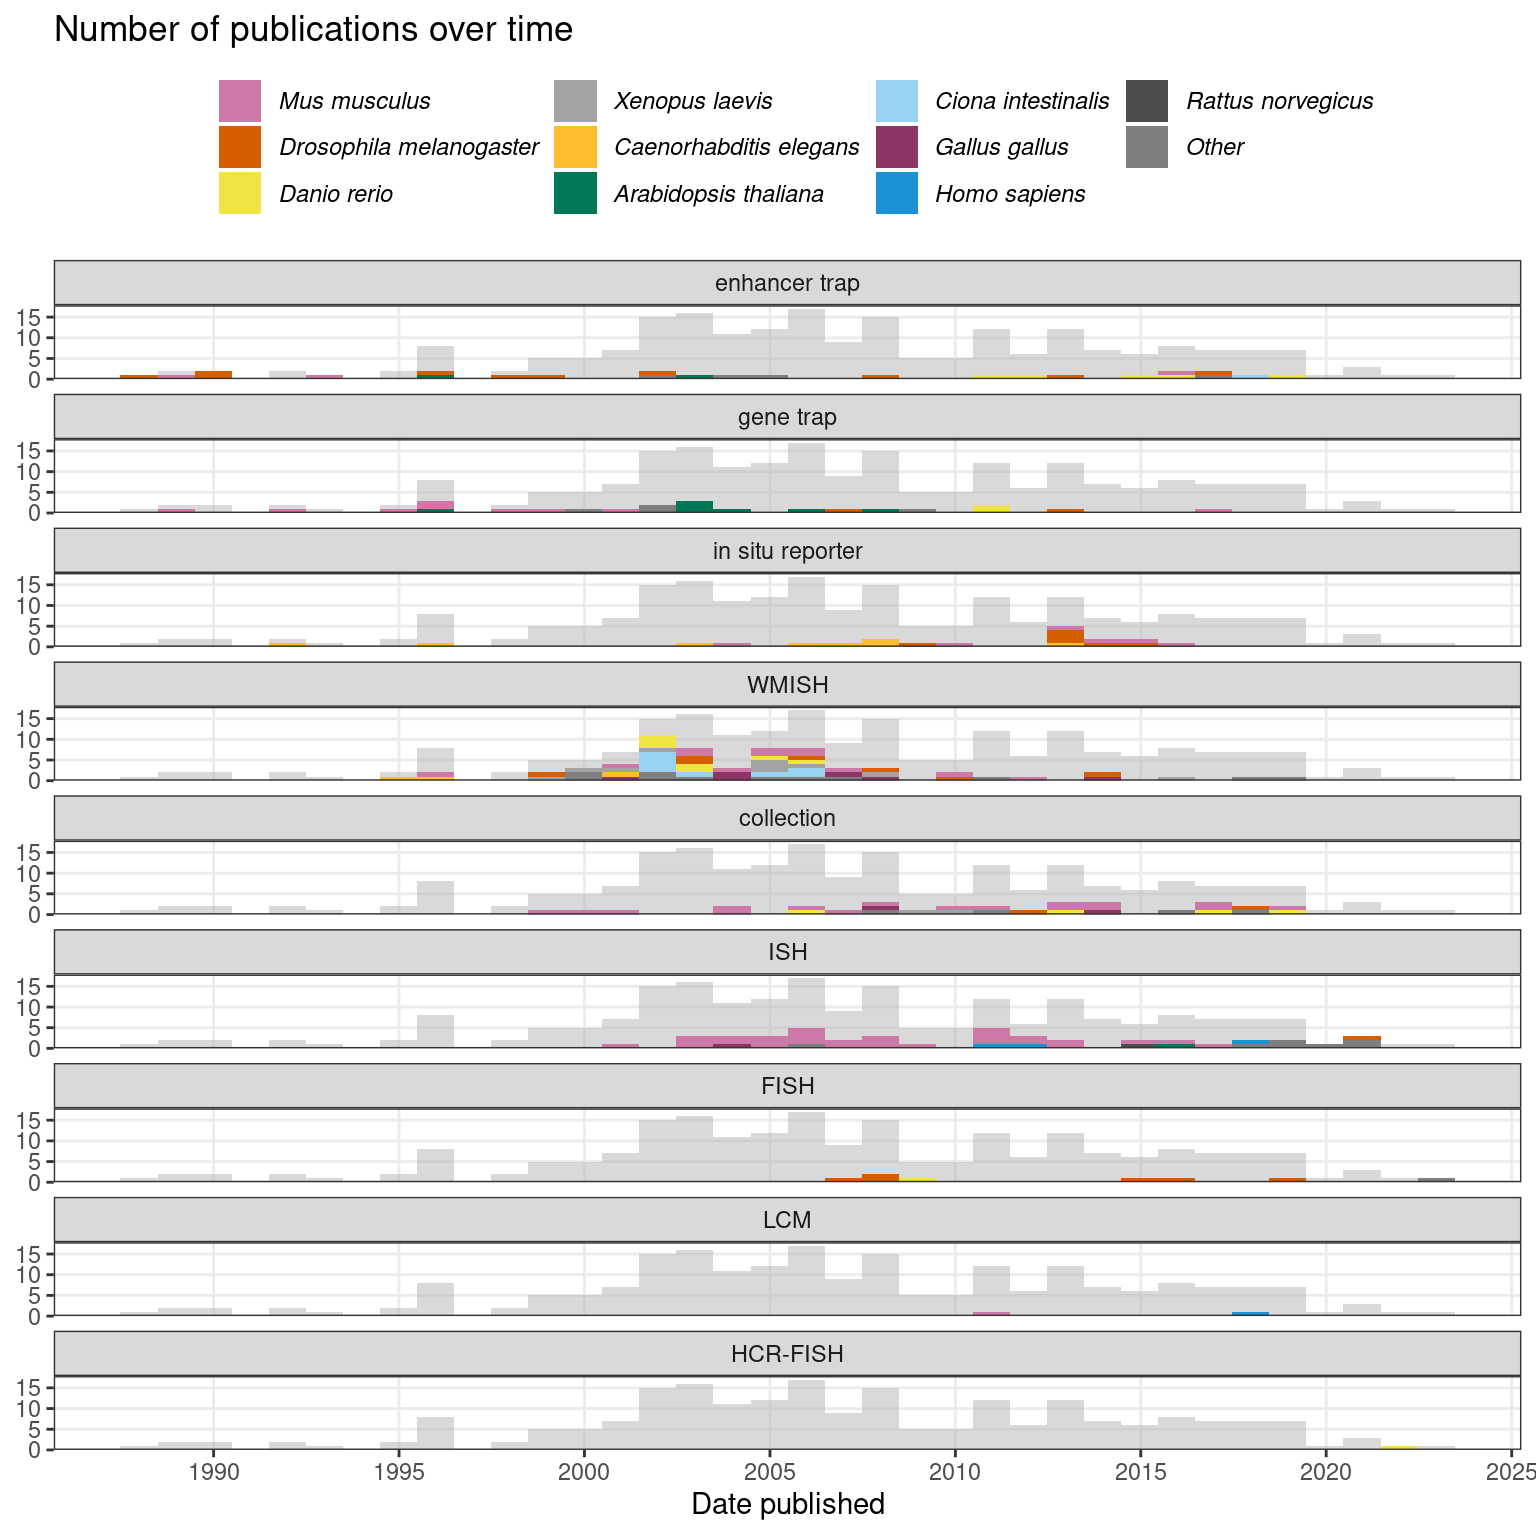 Number of publications over time
Mus musculus Xenopus laevis Ciona intestinalis Rattus norvegicus
Drosophila melanogaster Caenorhabditis elegans Gallus gallus Other
Danio rerio Arabidopsis thaliana Homo sapiens
enhancer trap
15
10
5
0
gene trap
15
10
5
0
in situ reporter
15
10
5
0
WMISH
15
10
5
0
collection
15
10
5
0
ISH
15
10
5
0
FISH
15
10
5
0
LCM
15
10
5
0
HCR-FISH
15
10
5
0
1990 1995 2000 2005 2010 2015 2020 2025
Date published